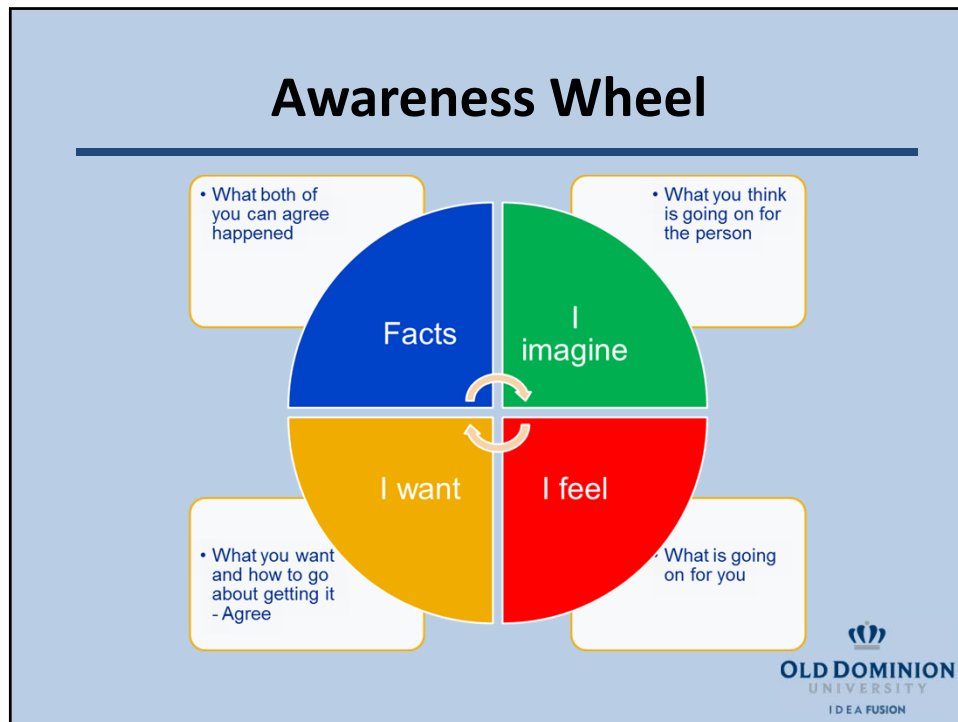 Awareness Wheel
• What both of
you can agree
happened
• What you think
is going on for
the person
Facts
I
imagine
I want
I feel
• What you want
and how to go
about getting it
- Agree
• What is going
on for you
OLD DOMINION
UNIVERSITY
IDEA FUSION